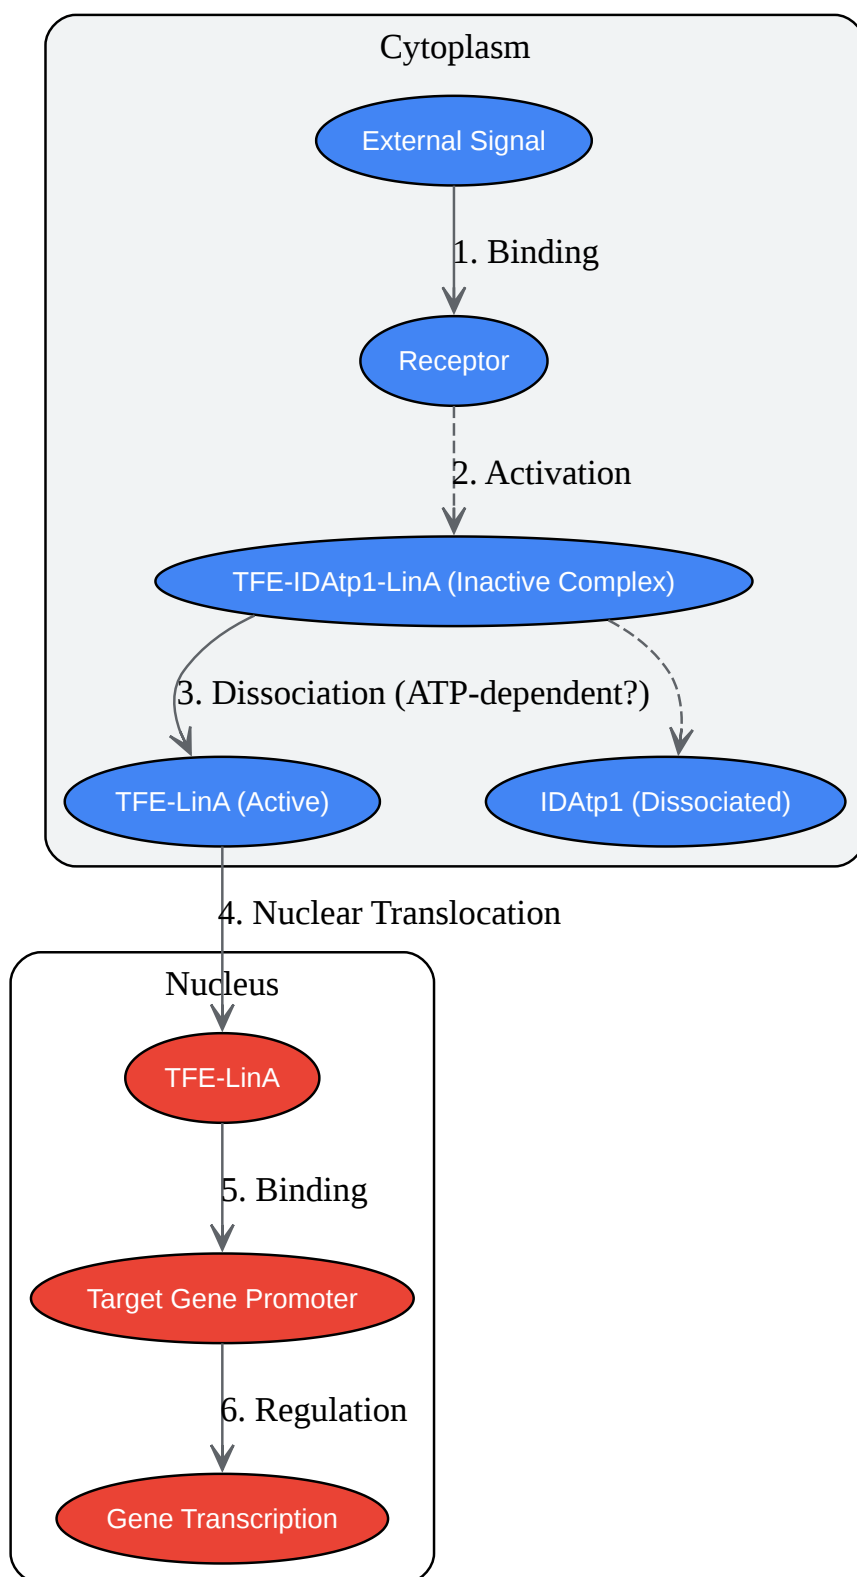 Cytoplasm
External Signal
1. Binding
Receptor
2. Activation
TFE-IDAtp1-LinA (Inactive Complex)
3. Dissociation (ATP-dependent?)
TFE-LinA (Active)
IDAtp1 (Dissociated)
4. Nuclear Translocation
Nucleus
TFE-LinA
5. Binding
Target Gene Promoter
6. Regulation
Gene Transcription